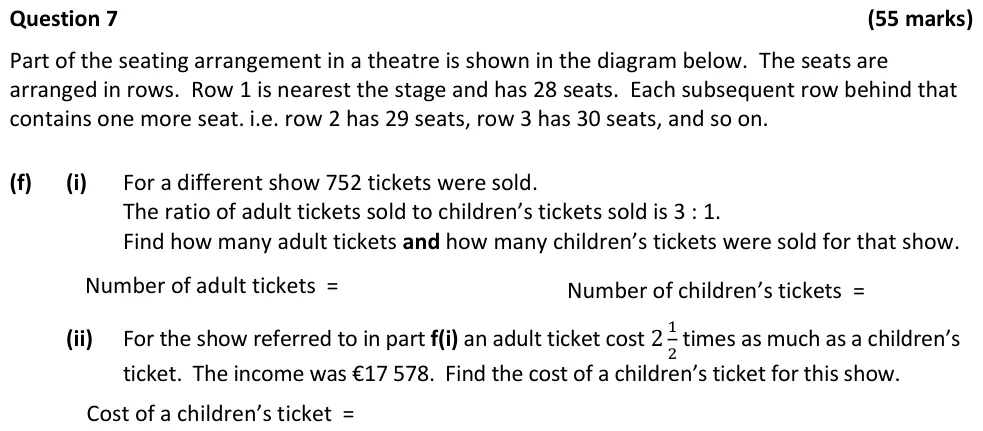 Question 7 (55 marks)
Part of the seating arrangement in a theatre is shown in the diagram below. The seats are
arranged in rows. Row 1 is nearest the stage and has 28 seats. Each subsequent row behind that
contains one more seat. i.e. row 2 has 29 seats, row 3 has 30 seats, and so on.
(f) (i) For a different show 752 tickets were sold.
The ratio of adult tickets sold to children’s tickets sold is 3 : 1.
Find how many adult tickets and how many children’s tickets were sold for that show.
Number of adult tickets = Number of children’s tickets =
(ii) For the show referred to in part f(i) an adult ticket cost 2 1/2 times as much as a children’s
ticket. The income was €17 578. Find the cost of a children’s ticket for this show.
Cost of a children’s ticket =